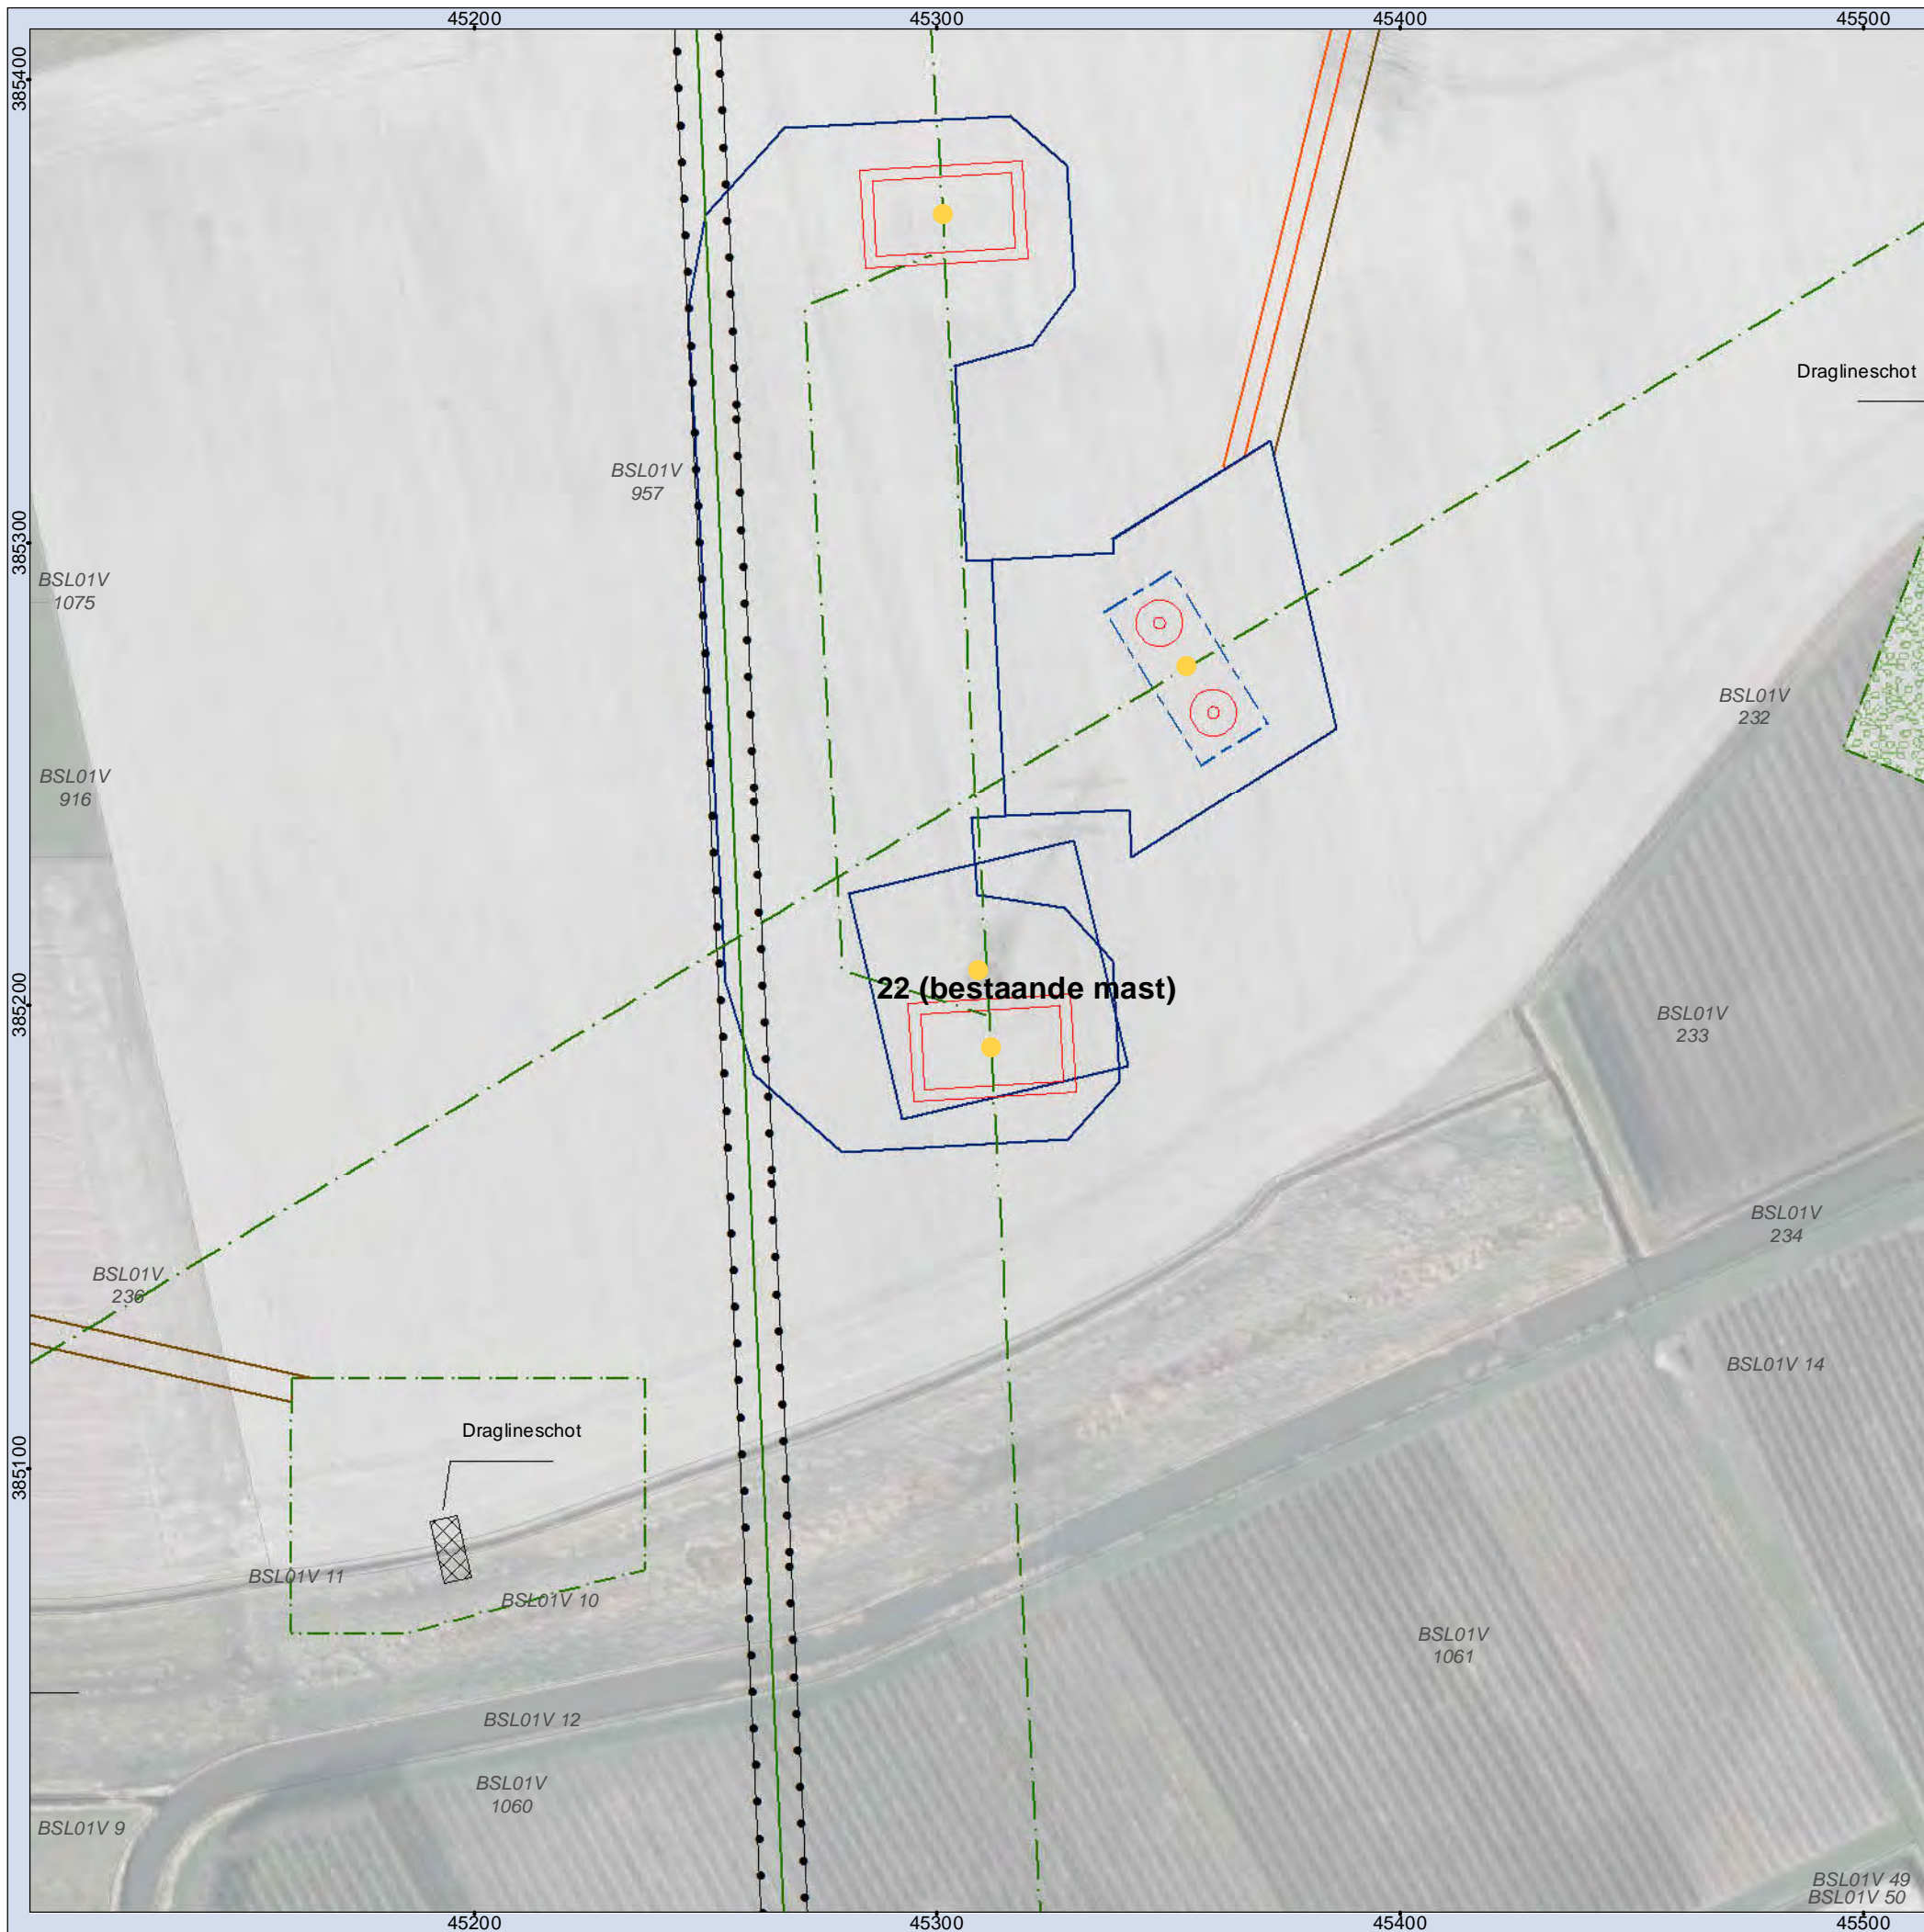 45200
45300
45400
45500
385400
Draglineschot
BSL01V
957
385300
BSL01V
1075
BSL01V
232
BSL01V
916
22 (bestaande mast)
385200
BSL01V
233
BSL01V
234
BSL01V
236
BSL01V 14
Draglineschot
385100
BSL01V 11
BSL01V 10
BSL01V
1061
BSL01V 12
BSL01V
1060
BSL01V 9
BSL01V 49
BSL01V 50
45200
45300
45400
45500